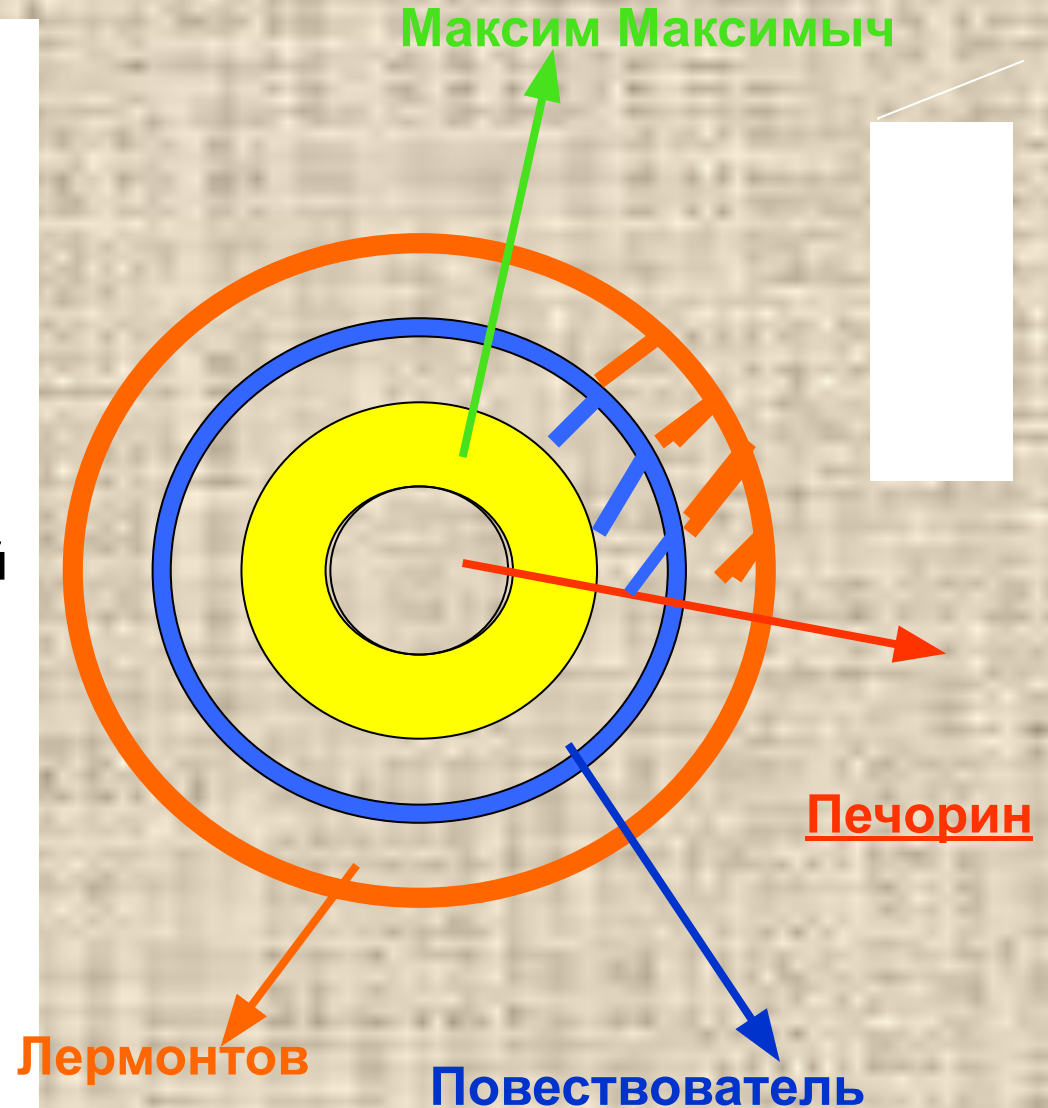 Максим Максимыч
й
Печорин
Лермонтов
Повествователь